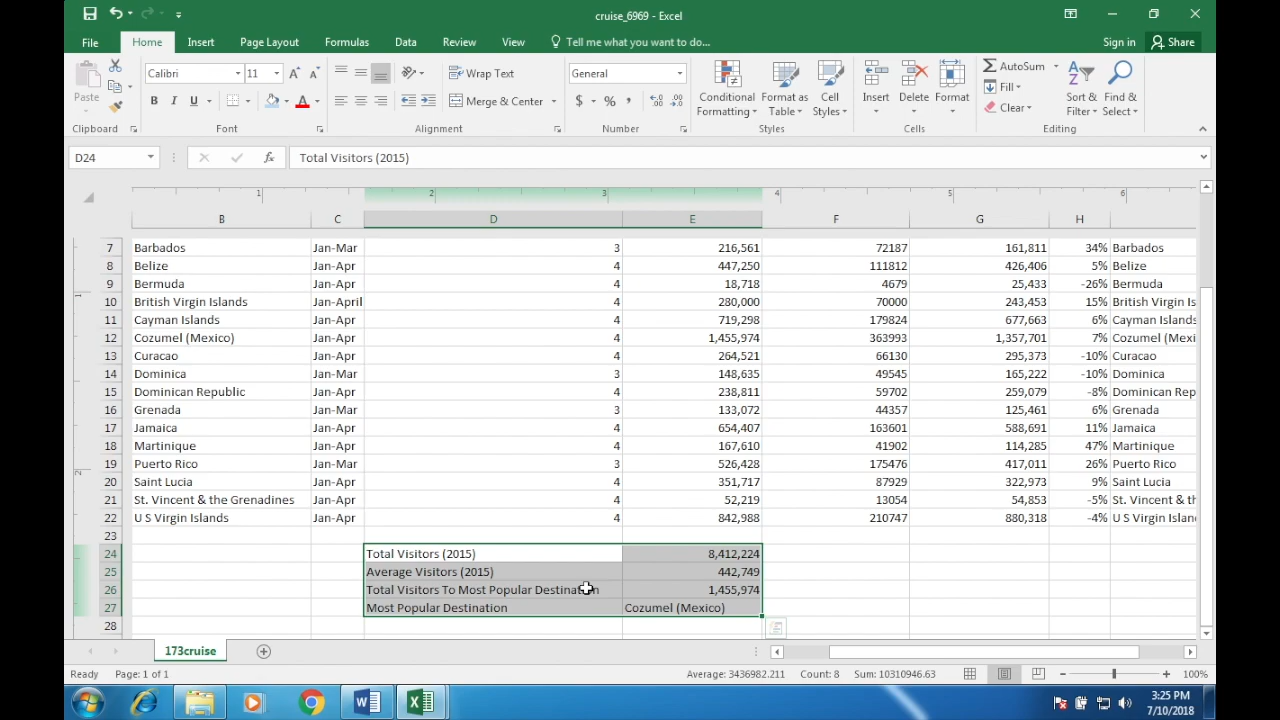 cruise_6969 - Excel
File Home Insert Page Layout Formulas Data Review View Tell me what you want to do... Sign in Share
Calibri 11 Wrap Text General AutoSum
Paste B I U Merge & Center $ % , Conditional Formatting Format as Table Cell Styles Insert Delete Format Fill Clear Sort & Filter Find & Select
Clipboard Font Alignment Number Styles Cells Editing
D24 fx Total Visitors (2015)
1 2 3 4 5 6
B C D E F G H
7 Barbados Jan-Mar 3 216,561 72187 161,811 34% Barbados
8 Belize Jan-Apr 4 447,250 111812 426,406 5% Belize
9 Bermuda Jan-Apr 4 18,718 4679 25,433 -26% Bermuda
10 British Virgin Islands Jan-April 4 280,000 70000 243,453 15% British Virgin Is
11 Cayman Islands Jan-Apr 4 719,298 179824 677,663 6% Cayman Islands
12 Cozumel (Mexico) Jan-Apr 4 1,455,974 363993 1,357,701 7% Cozumel (Mexi
13 Curacao Jan-Apr 4 264,521 66130 295,373 -10% Curacao
14 Dominica Jan-Apr 3 148,635 49545 165,222 -10% Dominica
15 Dominican Republic Jan-Apr 4 238,811 59702 259,079 -8% Dominican Rep
16 Grenada Jan-Mar 3 133,072 44357 125,461 6% Grenada
17 Jamaica Jan-Apr 4 654,407 163601 588,691 11% Jamaica
18 Martinique Jan-Apr 4 167,610 41902 114,285 47% Martinique
19 Puerto Rico Jan-Mar 3 526,428 175476 417,011 26% Puerto Rico
20 Saint Lucia Jan-Apr 4 351,717 87929 322,973 9% Saint Lucia
21 St. Vincent & the Grenadines Jan-Apr 4 52,219 13054 54,853 -5% St. Vincent & th
22 U S Virgin Islands Jan-Apr 4 842,988 210747 880,318 -4% U S Virgin Islan
23
24 Total Visitors (2015) 8,412,224
25 Average Visitors (2015) 442,749
26 Total Visitors To Most Popular Destination 1,455,974
27 Most Popular Destination Cozumel (Mexico)
28
173cruise
Ready Page: 1 of 1 Average: 3436982.211 Count: 8 Sum: 10310946.63 100%
3:25 PM
7/10/2018